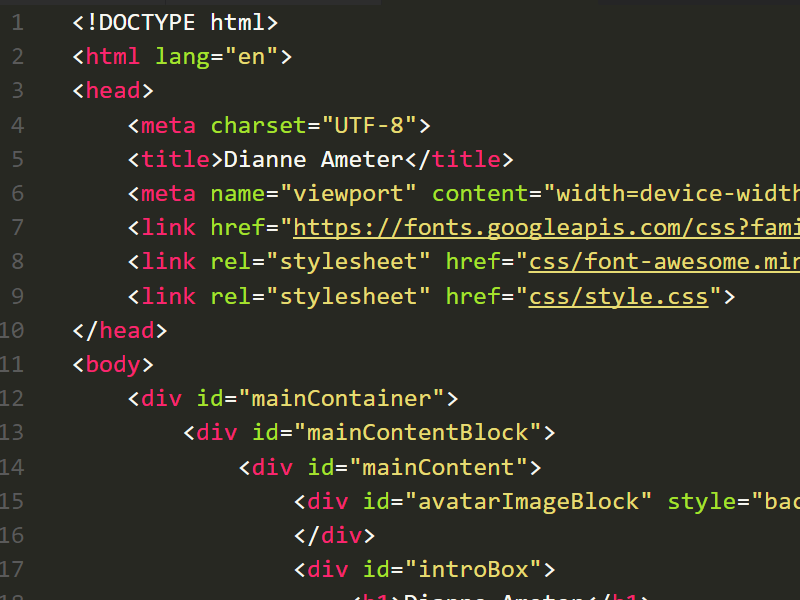 1 <!DOCTYPE html>
2 <html lang="en">
3 <head>
4 <meta charset="UTF-8">
5 <title>Dianne Ameter</title>
6 <meta name="viewport" content="width=device-width
7 <link href="https://fonts.googleapis.com/css?fami
8 <link rel="stylesheet" href="css/font-awesome.min
9 <link rel="stylesheet" href="css/style.css">
10 </head>
11 <body>
12 <div id="mainContainer">
13 <div id="mainContentBlock">
14 <div id="mainContent">
15 <div id="avatarImageBlock" style="bac
16 </div>
17 <div id="introBox">
18 <h1>Dianne Ameter</h1>